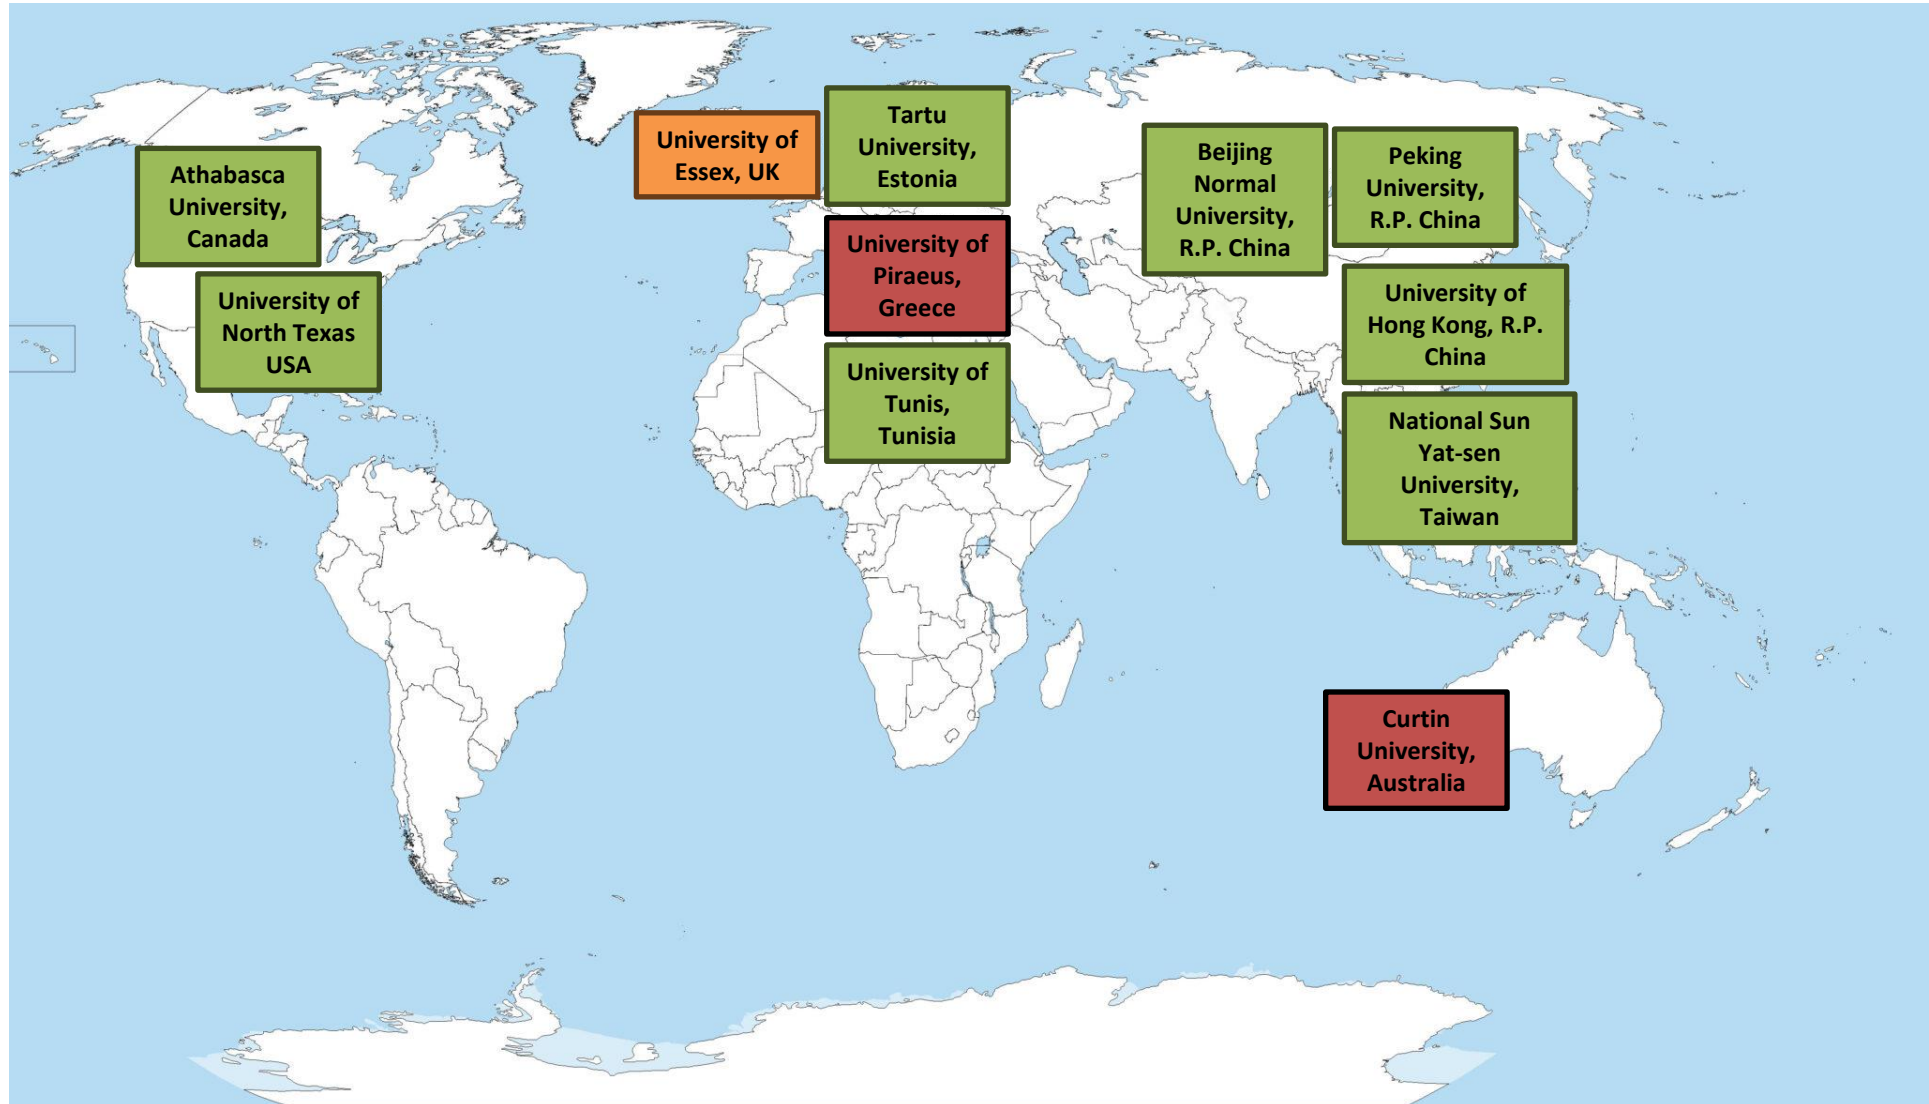 Athabasca
University,
Canada
University of
North Texas
USA
University of
Essex, UK
Tartu
University,
Estonia
University of
Piraeus,
Greece
University of
Tunis,
Tunisia
Beijing
Normal
University,
R.P. China
Peking
University,
R.P. China
University of
Hong Kong, R.P.
China
National Sun
Yat-sen
University,
Taiwan
Curtin
University,
Australia